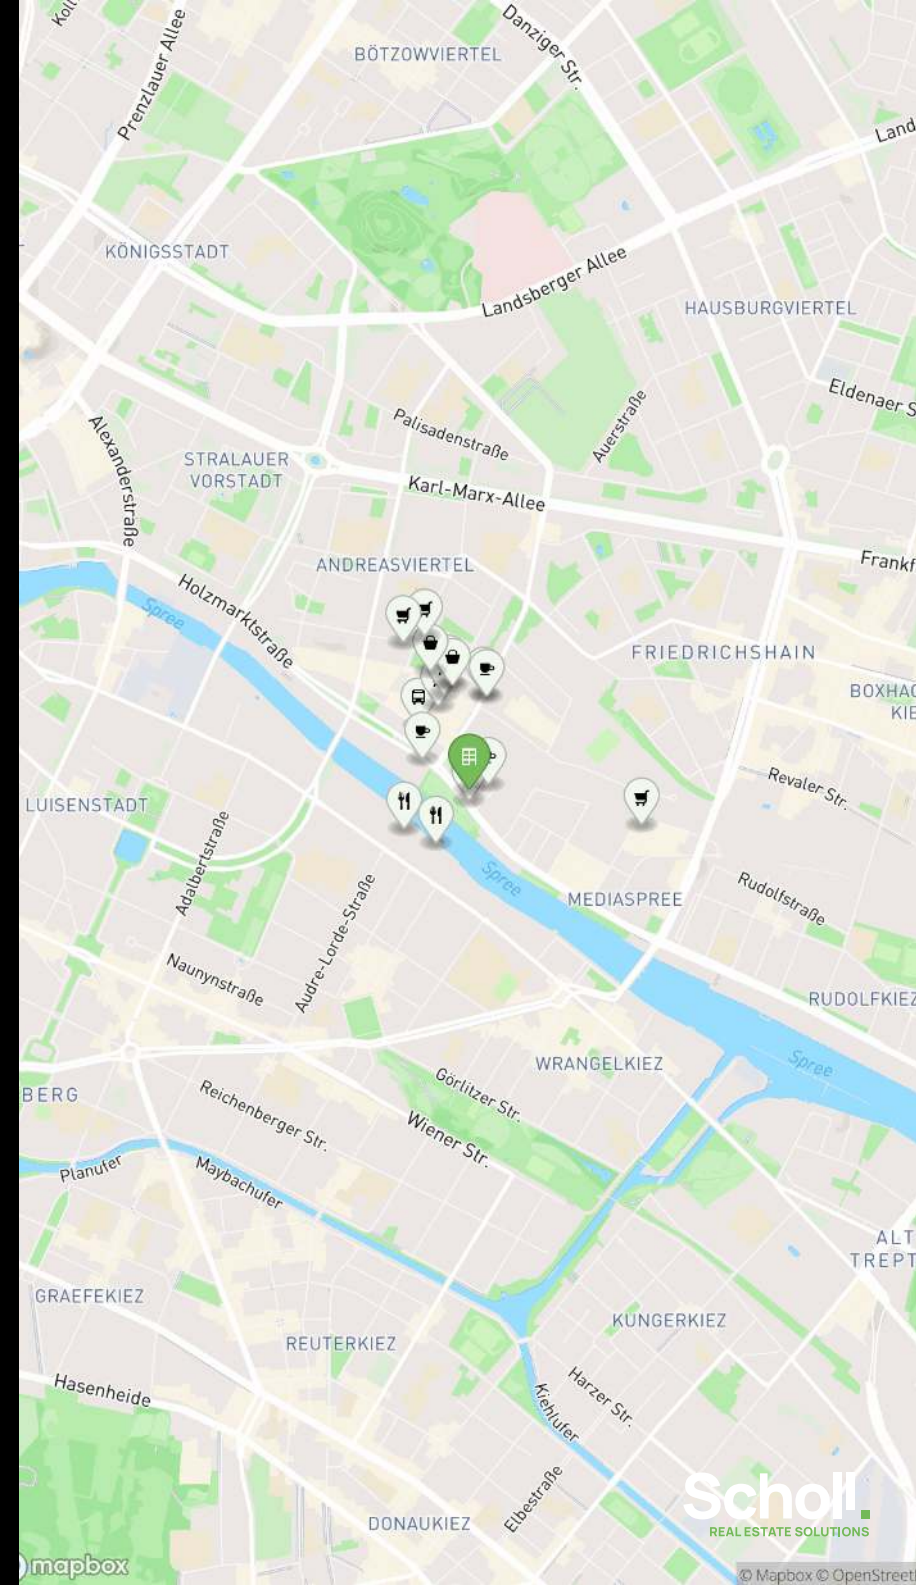 Danziger Str.
BÖTZOWVIERTEL
Prenzlauer Allee
KÖNIGSSTADT
Landsberger Allee
HAUSBURGVIERTEL
Eldenaer S
Palisadenstraße
Auerstraße
Alexanderstraße
STRALAUER
VORSTADT
Karl-Marx-Allee
Frankf
ANDREASVIERTEL
Holzmarktstraße
Spree
FRIEDRICHSHAIN
BOXHAG
KIE
Revaler Str.
LUISENSTADT
Adalbertstraße
Spree
MEDIASPREE
Rudolfstraße
Audre-Lorde-Straße
Naunynstraße
RUDOLFKIEZ
WRANGELKIEZ
Spree
BERG
Görlitzer Str.
Reichenberger Str.
Wiener Str.
Planufer
Maybachufer
ALT
TREPT
GRAEFEKIEZ
KUNGERKIEZ
REUTERKIEZ
Hasenheide
Harzer Str.
Kiehlufer
Elbestraße
DONAUKIEZ
Scholl.
REAL ESTATE SOLUTIONS
mapbox
© Mapbox © OpenStreet